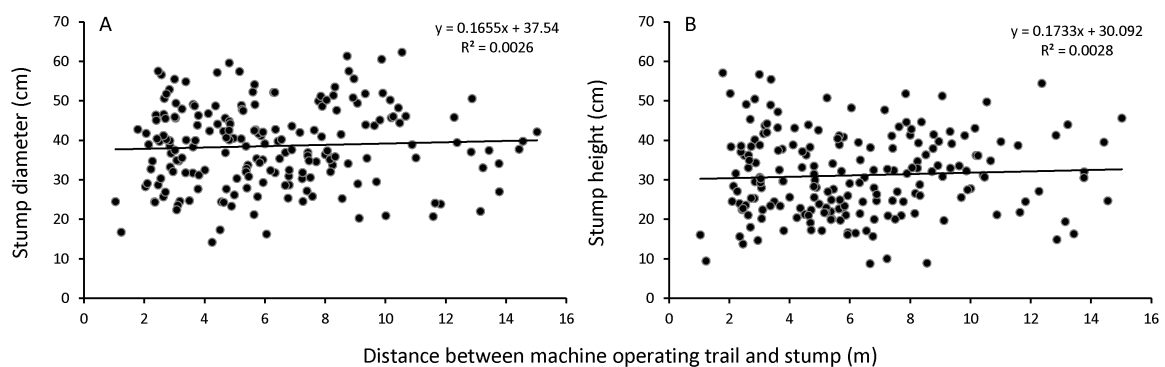 A
y = 0.1655x + 37.54
R² = 0.0026
Stump diameter (cm)
70
60
50
40
30
20
10
0
0 2 4 6 8 10 12 14 16
B
y = 0.1733x + 30.092
R² = 0.0028
Stump height (cm)
70
60
50
40
30
20
10
0
0 2 4 6 8 10 12 14 16
Distance between machine operating trail and stump (m)